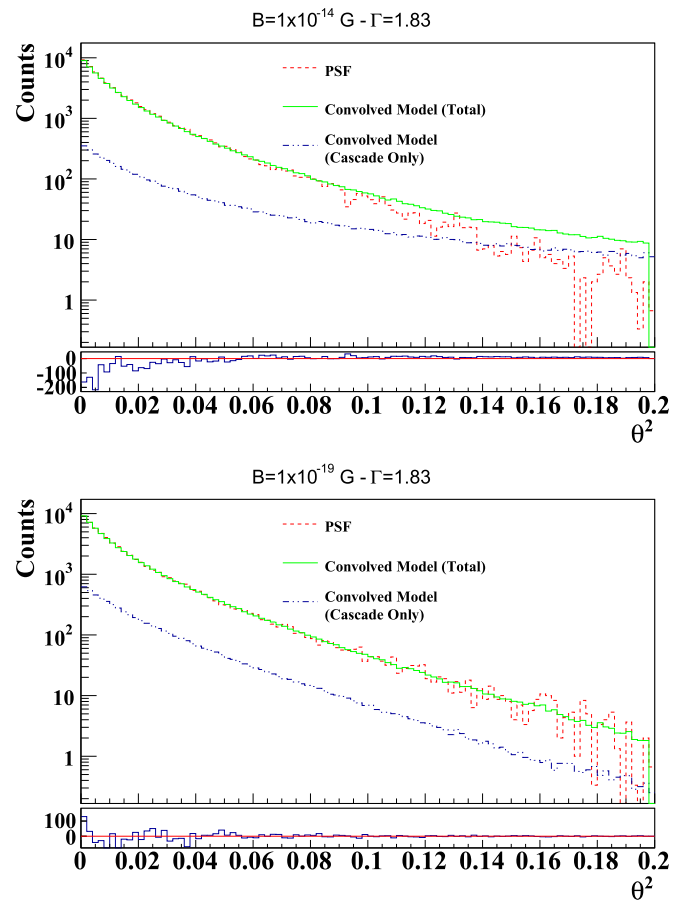 B=1x10⁻¹⁴ G - Γ=1.83
Counts
10⁴
10³
10²
10
1
PSF
Convolved Model (Total)
Convolved Model
(Cascade Only)
0
-100
-200
0 0.02 0.04 0.06 0.08 0.1 0.12 0.14 0.16 0.18 0.2
θ²
B=1x10⁻¹⁹ G - Γ=1.83
Counts
10⁴
10³
10²
10
1
PSF
Convolved Model (Total)
Convolved Model
(Cascade Only)
100
0
0 0.02 0.04 0.06 0.08 0.1 0.12 0.14 0.16 0.18 0.2
θ²